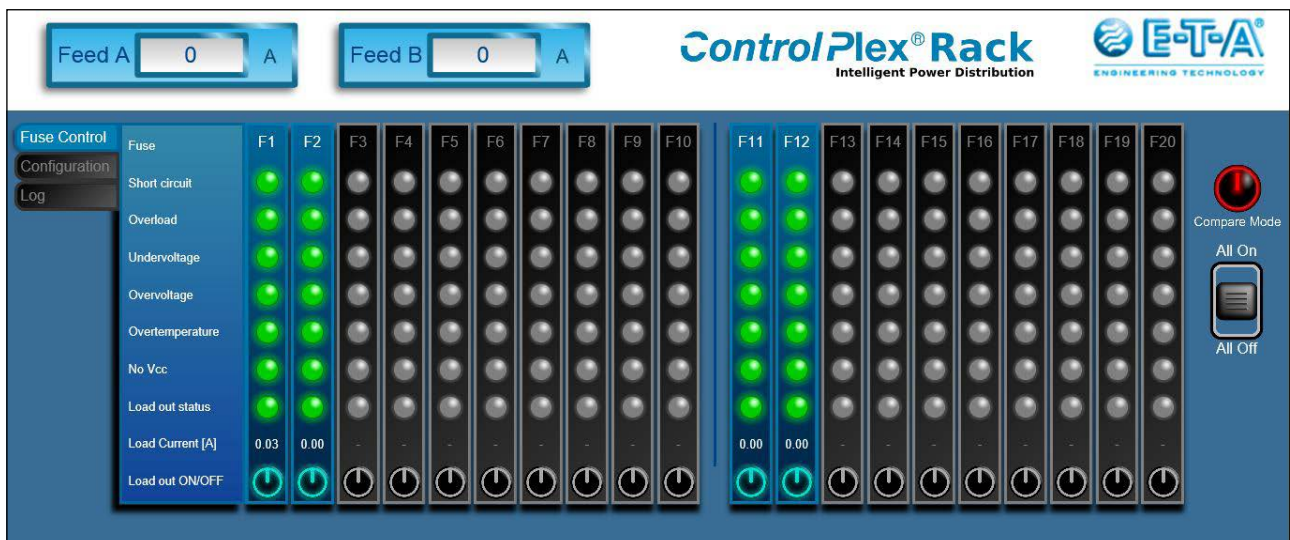 Feed A 0 A
Feed B 0 A
ControlPlex® Rack
Intelligent Power Distribution
E-T-A®
ENGINEERING TECHNOLOGY
Fuse Control
Configuration
Log
Fuse F1 F2 F3 F4 F5 F6 F7 F8 F9 F10 F11 F12 F13 F14 F15 F16 F17 F18 F19 F20
Short circuit
Overload
Undervoltage
Overvoltage
Overtemperature
No Vcc
Load out status
Load Current [A] 0.03 0.00 - - - - - - - - 0.00 0.00 - - - - - - - -
Load out ON/OFF
Compare Mode
All On
All Off